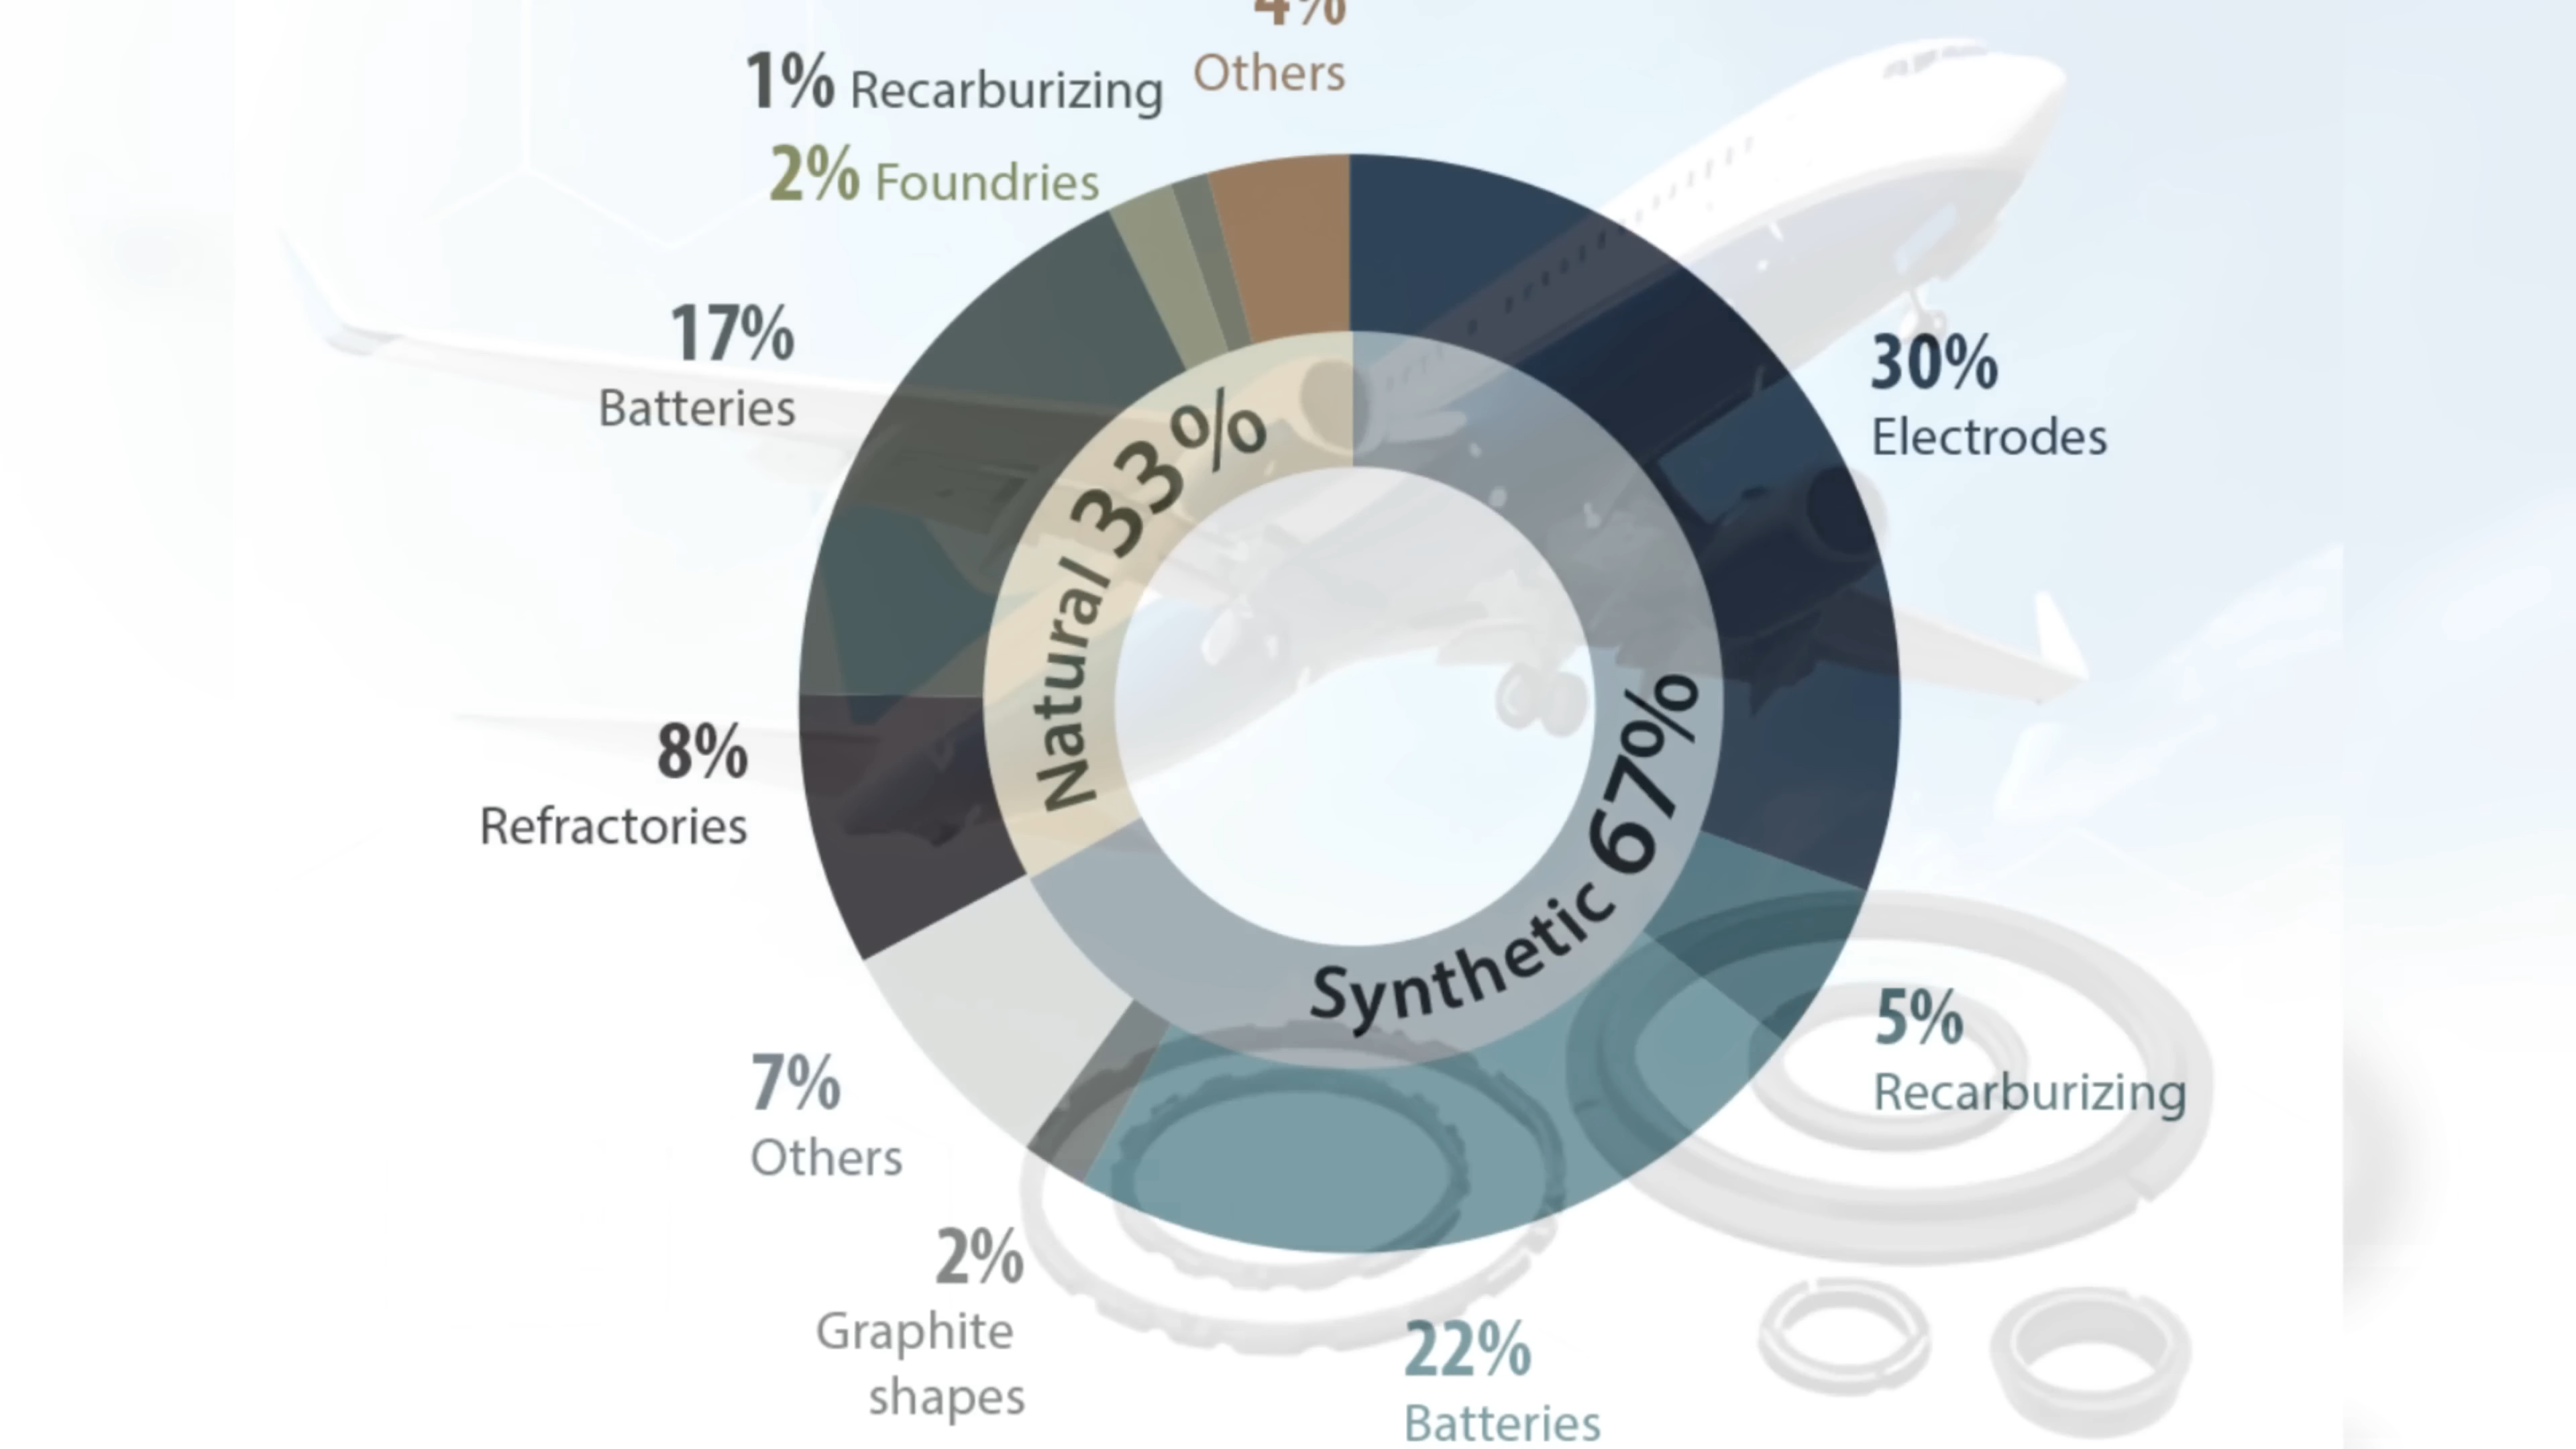 4%
Others
1% Recarburizing
2% Foundries
17%
Batteries
30%
Electrodes
Natural 33%
8%
Refractories
Synthetic 67%
5%
Recarburizing
7%
Others
2%
Graphite
shapes
22%
Batteries